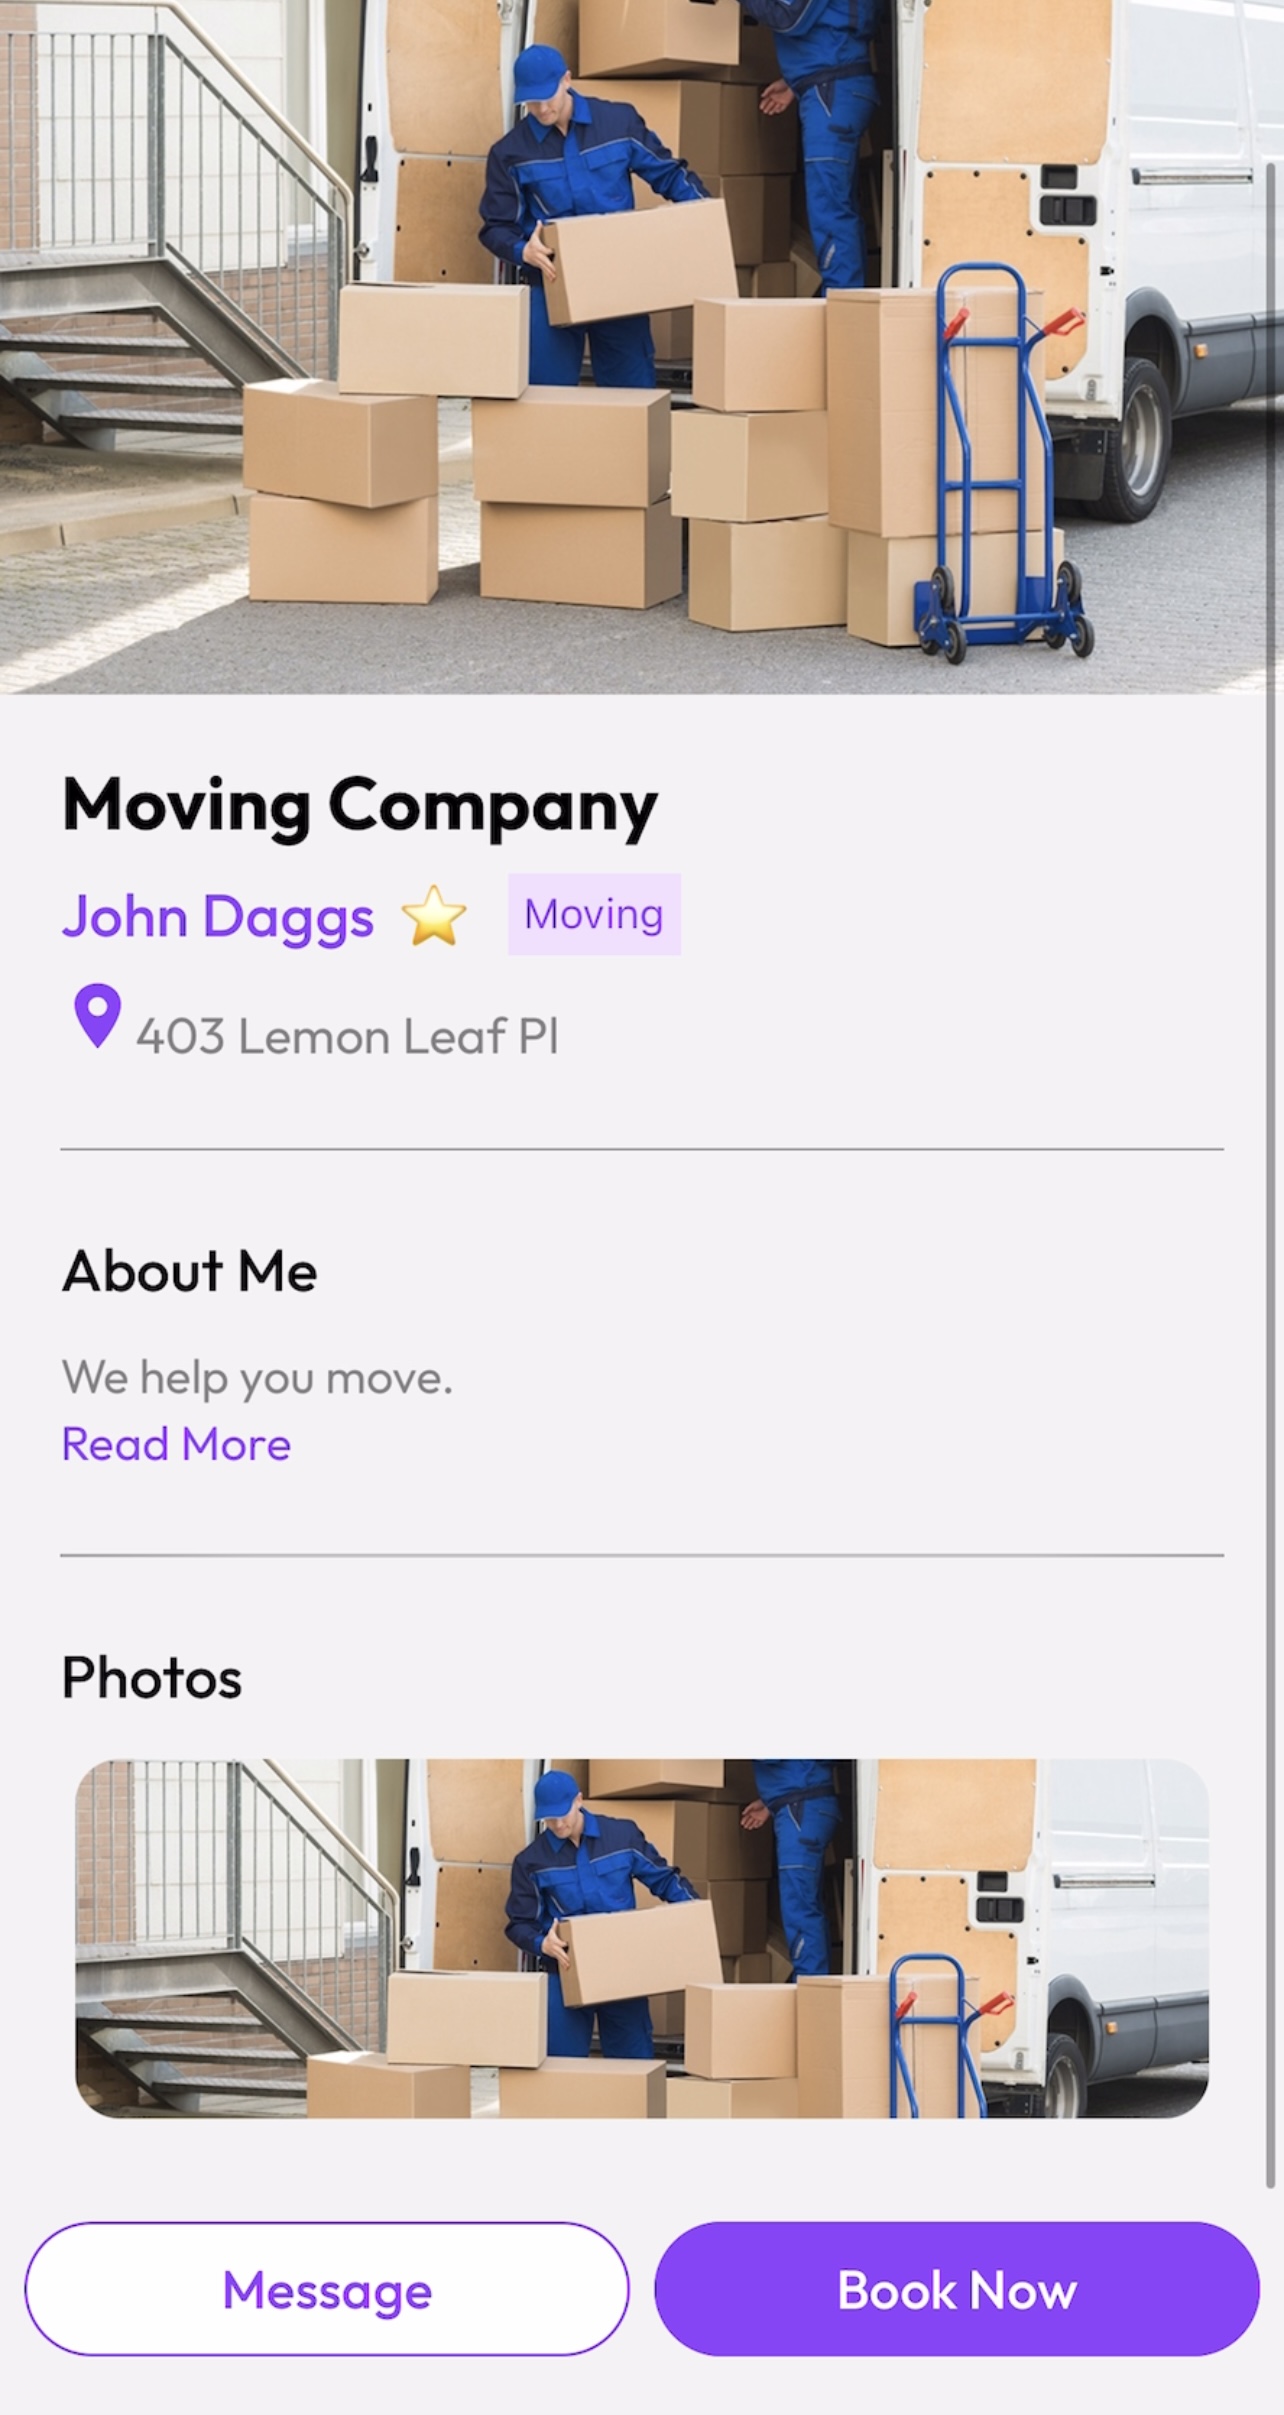 Moving Company
John Daggs ⭐ Moving
403 Lemon Leaf Pl
About Me
We help you move.
Read More
Photos
Message Book Now